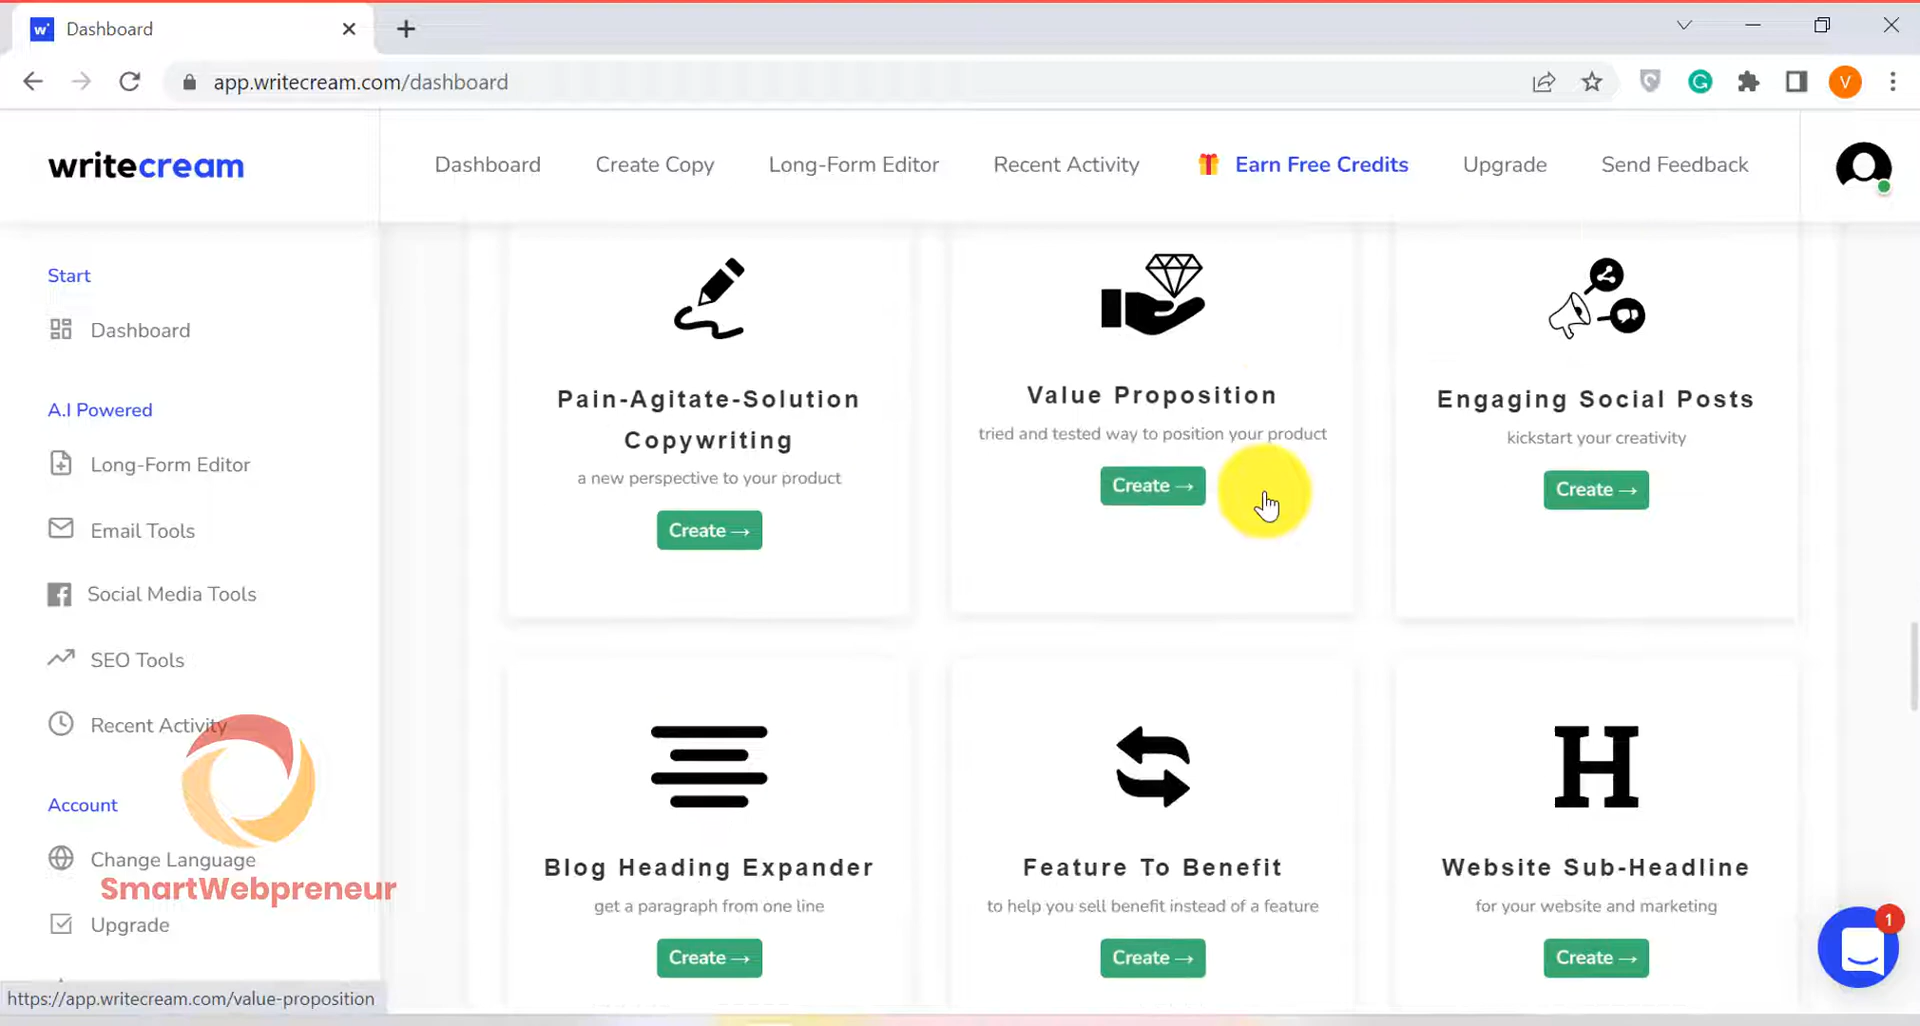 w
Dashboard
app.writecream.com/dashboard
V
writecream
Dashboard
Create Copy
Long-Form Editor
Recent Activity
Earn Free Credits
Upgrade
Send Feedback
Start
Dashboard
A.I Powered
Long-Form Editor
Email Tools
Social Media Tools
SEO Tools
Recent Activity
Account
Change Language
SmartWebpreneur
Upgrade
https://app.writecream.com/value-proposition
Pain-Agitate-Solution
Copywriting
a new perspective to your product
Create →
Value Proposition
tried and tested way to position your product
Create →
Engaging Social Posts
kickstart your creativity
Create →
Blog Heading Expander
get a paragraph from one line
Create →
Feature To Benefit
to help you sell benefit instead of a feature
Create →
H
Website Sub-Headline
for your website and marketing
Create →
1